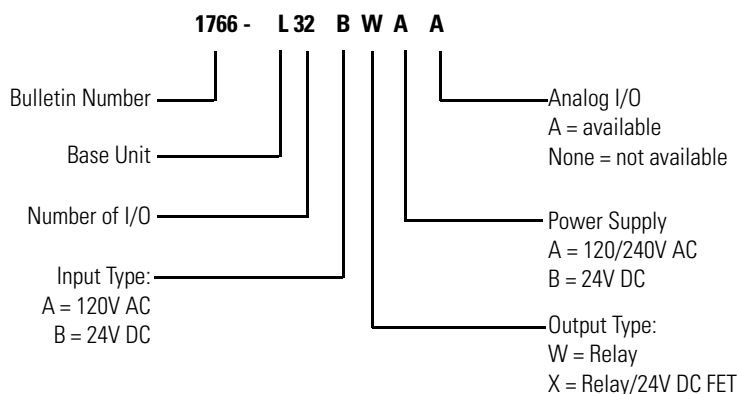 1766 - L 32 B W A A
Bulletin Number
Base Unit
Number of I/O
Input Type:
A = 120V AC
B = 24V DC
Analog I/O
A = available
None = not available
Power Supply
A = 120/240V AC
B = 24V DC
Output Type:
W = Relay
X = Relay/24V DC FET